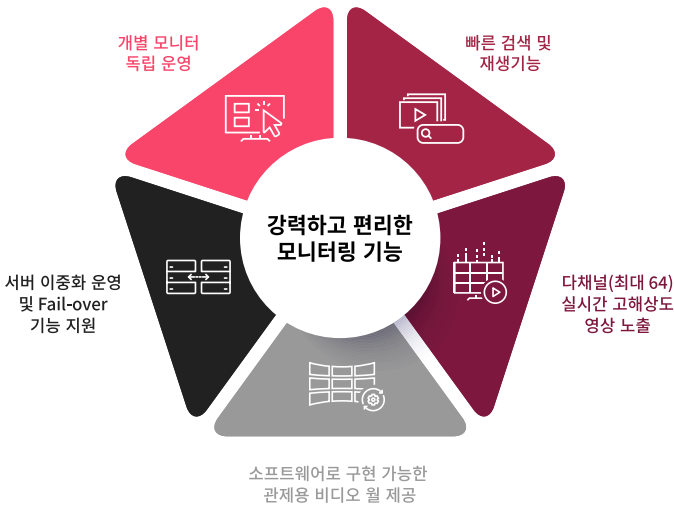 개별 모니터
독립 운영
빠른 검색 및
재생기능
강력하고 편리한
모니터링 기능
서버 이중화 운영
및 Fail-over
기능 지원
다채널(최대 64)
실시간 고해상도
영상 노출
소프트웨어로 구현 가능한
관제용 비디오 월 제공